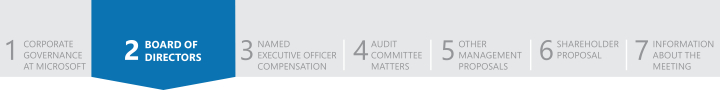 1 CORPORATE
GOVERNANCE
AT MICROSOFT
2 BOARD OF
DIRECTORS
3 NAMED
EXECUTIVE OFFICER
COMPENSATION
4 AUDIT
COMMITTEE
MATTERS
5 OTHER
MANAGEMENT
PROPOSALS
6 SHAREHOLDER
PROPOSAL
7 INFORMATION
ABOUT THE
MEETING